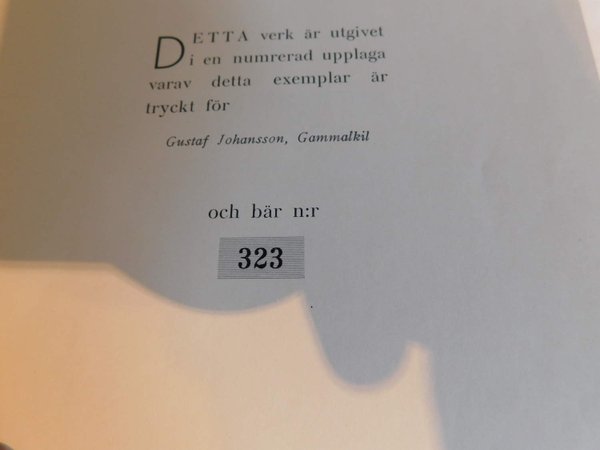 DETTA verk är utgivet
i en numrerad upplaga
varav detta exemplar är
tryckt för
Gustaf Johansson, Gammalkil
och bär n:r
323